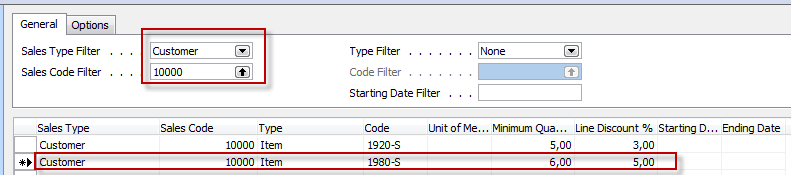 General Options
Sales Type Filter . . . Customer Type Filter . . . . . . . None
Sales Code Filter . . . 10000 Code Filter . . . . . . .
Starting Date Filter . . . .
Sales Type Sales Code Type Code Unit of Me... Minimum Qua... Line Discount % Starting D... Ending Date
Customer 10000 Item 1920-S 5,00 3,00
Customer 10000 Item 1980-S 6,00 5,00